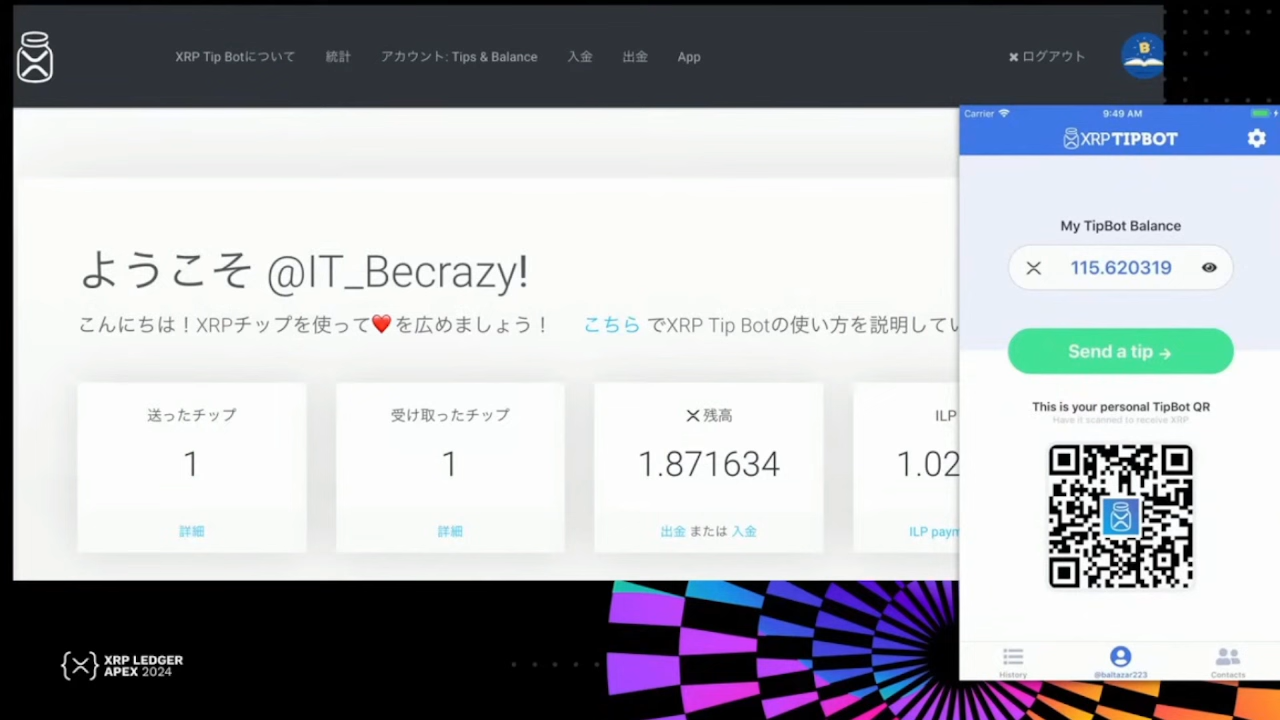 XRP Tip Botについて 統計 アカウント: Tips & Balance 入金 出金 App ✖ ログアウト
B
ようこそ @IT_Becrazy!
こんにちは！XRPチップを使って❤️を広めましょう！ こちら でXRP Tip Botの使い方を説明してい
送ったチップ
1
詳細
受け取ったチップ
1
詳細
✕残高
1.871634
出金 または 入金
ILP
1.02
ILP paym
Carrier 9:49 AM
XRPTIPBOT
My TipBot Balance
115.620319
Send a tip →
This is your personal TipBot QR
Have it scanned to receive XRP
History @baltazar223 Contacts
XRP LEDGER
APEX 2024